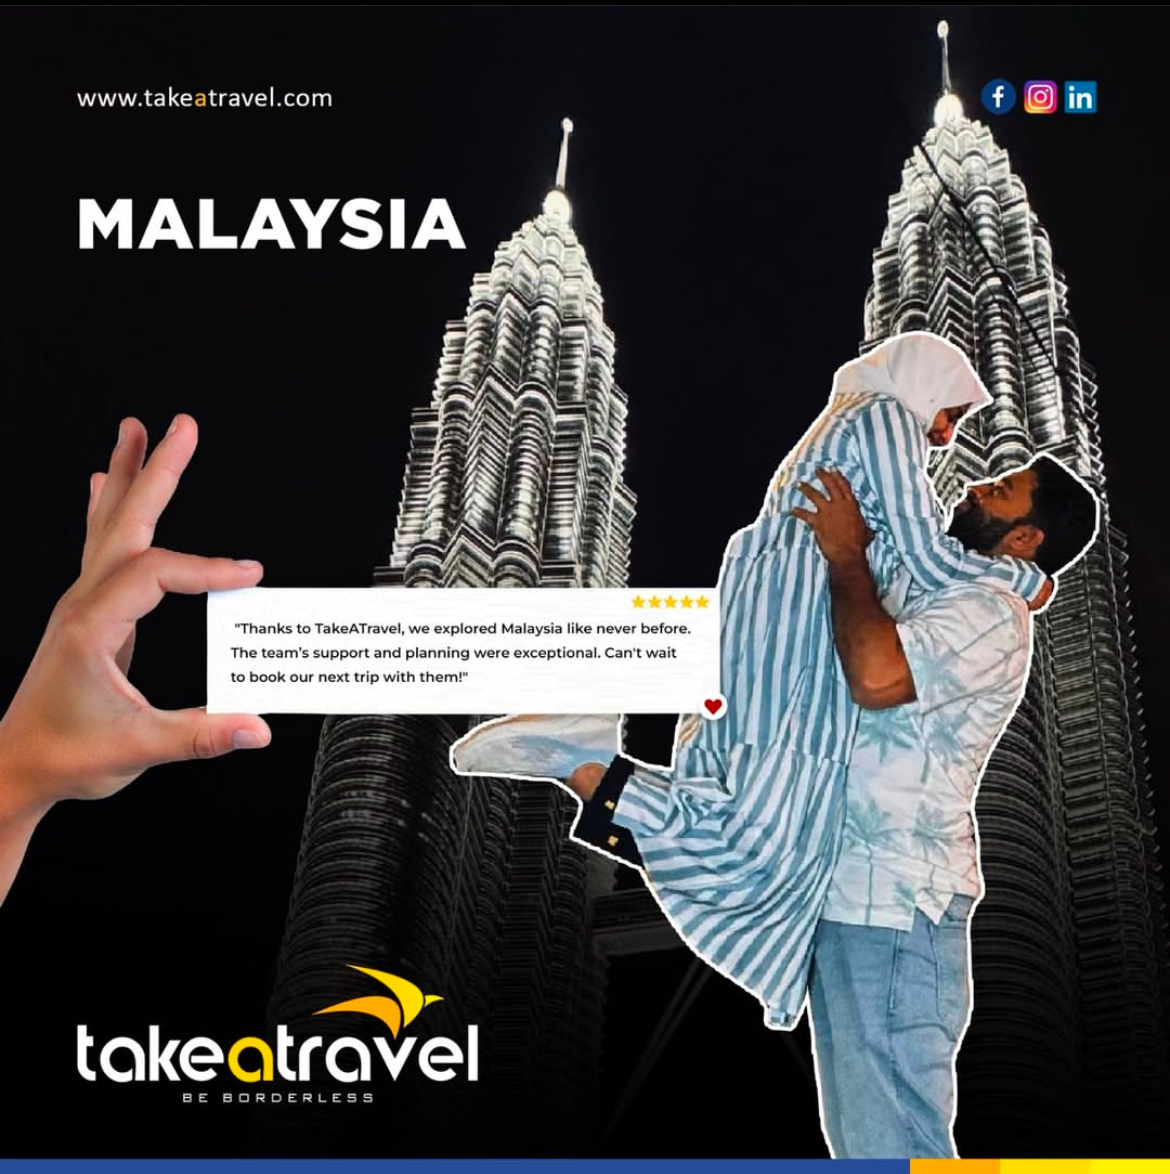 www.takeatravel.com
MALAYSIA
"Thanks to TakeATravel, we explored Malaysia like never before.
The team's support and planning were exceptional. Can't wait
to book our next trip with them!"
takeatravel
BE BORDERLESS